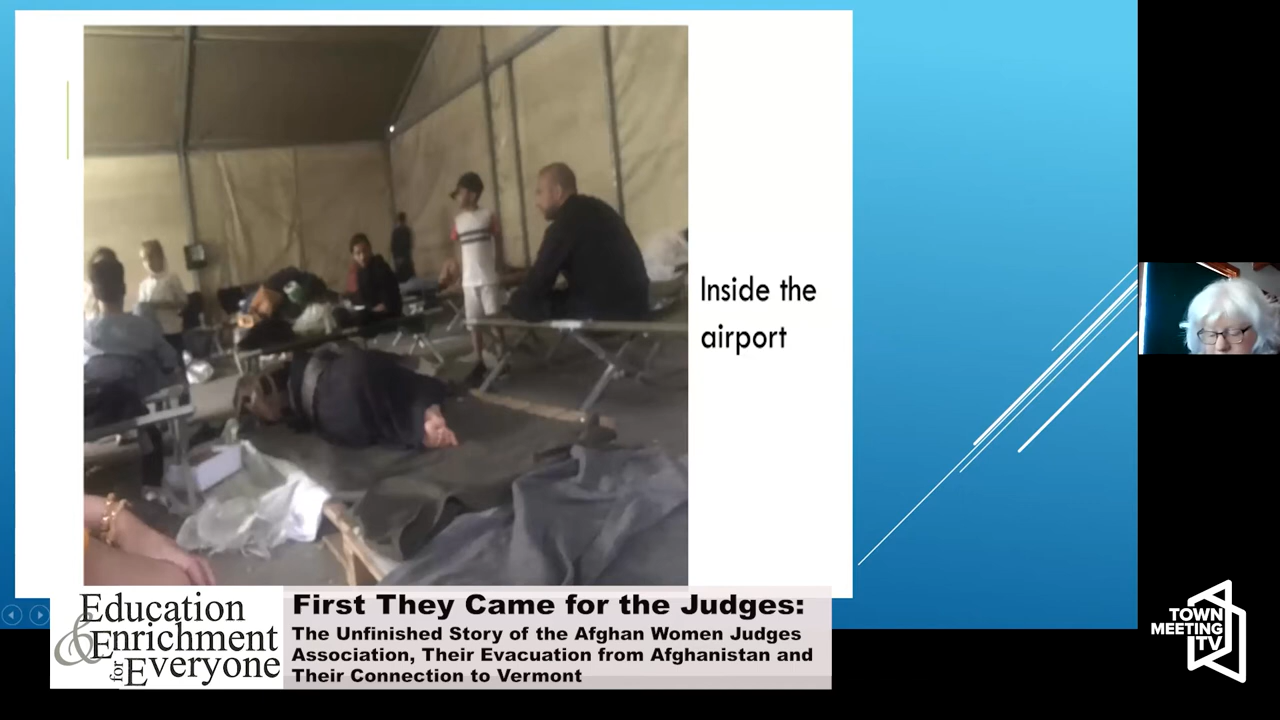 Inside the
airport
Education
& Enrichment
for Everyone
First They Came for the Judges:
The Unfinished Story of the Afghan Women Judges
Association, Their Evacuation from Afghanistan and
Their Connection to Vermont
TOWN
MEETING
TV